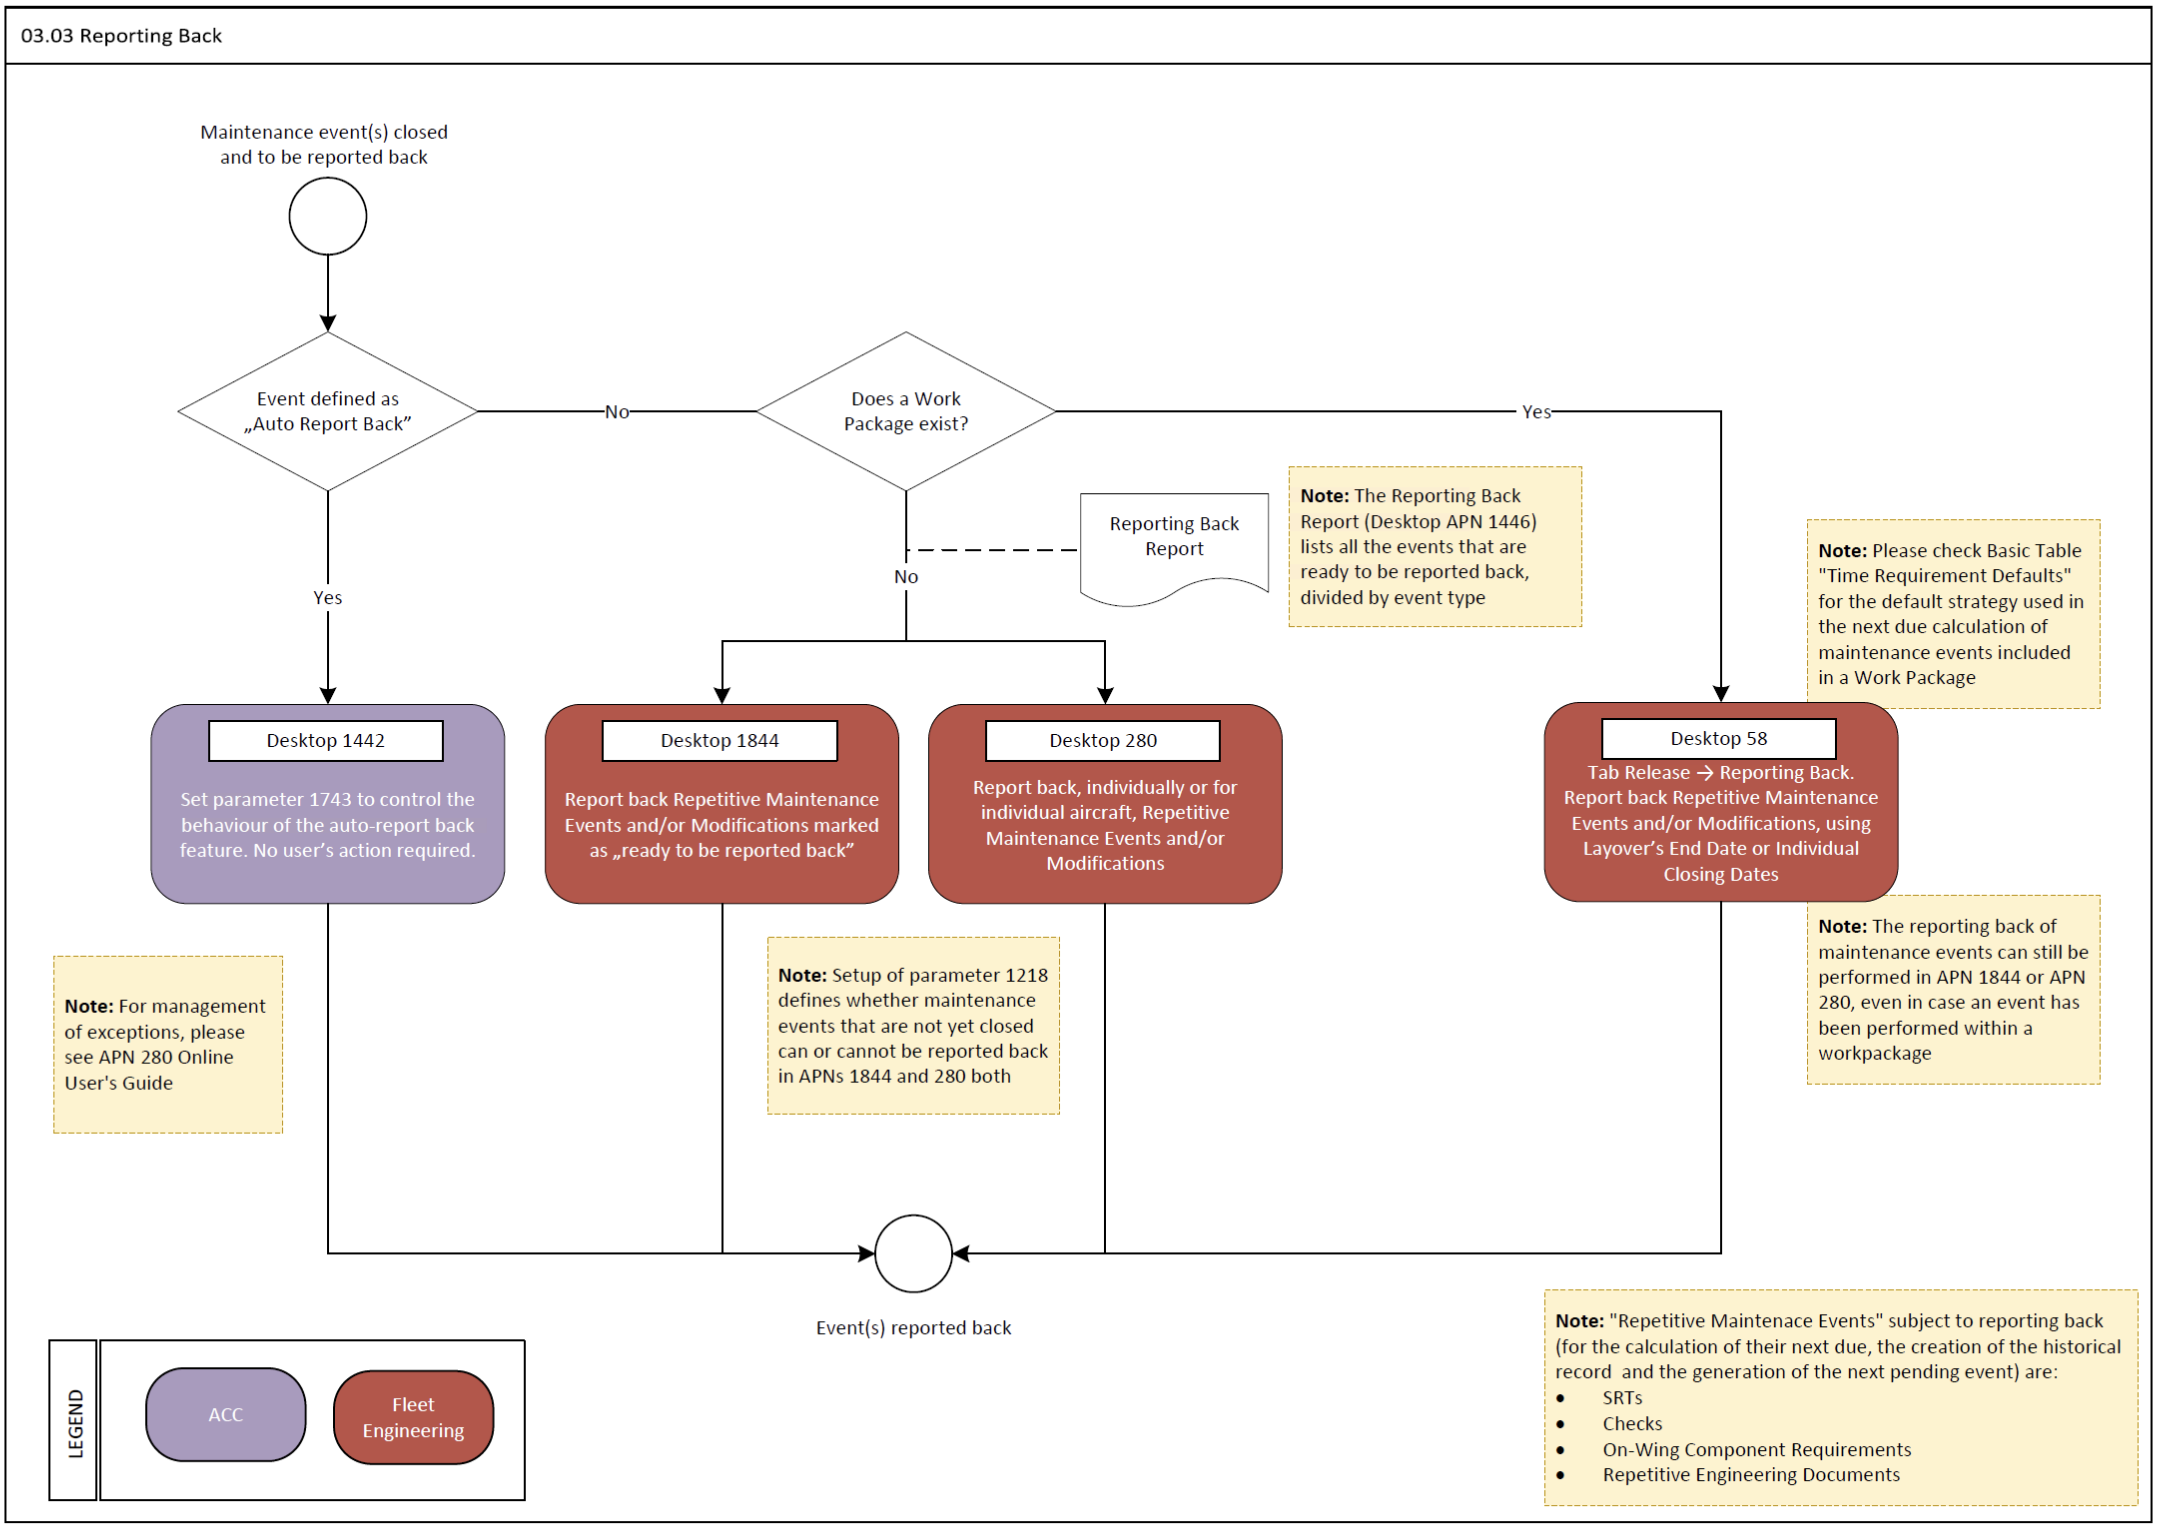 03.03 Reporting Back
Maintenance event(s) closed
and to be reported back
Event defined as
„Auto Report Back”
No
Does a Work
Package exist?
Yes
Yes
No
Reporting Back
Report
Note: The Reporting Back
Report (Desktop APN 1446)
lists all the events that are
ready to be reported back,
divided by event type
Note: Please check Basic Table
"Time Requirement Defaults"
for the default strategy used in
the next due calculation of
maintenance events included
in a Work Package
Desktop 1442
Set parameter 1743 to control the
behaviour of the auto-report back
feature. No user’s action required.
Desktop 1844
Report back Repetitive Maintenance
Events and/or Modifications marked
as „ready to be reported back”
Desktop 280
Report back, individually or for
individual aircraft, Repetitive
Maintenance Events and/or
Modifications
Desktop 58
Tab Release → Reporting Back.
Report back Repetitive Maintenance
Events and/or Modifications, using
Layover’s End Date or Individual
Closing Dates
Note: For management
of exceptions, please
see APN 280 Online
User's Guide
Note: Setup of parameter 1218
defines whether maintenance
events that are not yet closed
can or cannot be reported back
in APNs 1844 and 280 both
Note: The reporting back of
maintenance events can still be
performed in APN 1844 or APN
280, even in case an event has
been performed within a
workpackage
Event(s) reported back
LEGEND
ACC
Fleet
Engineering
Note: "Repetitive Maintenace Events" subject to reporting back
(for the calculation of their next due, the creation of the historical
record  and the generation of the next pending event) are:
• SRTs
• Checks
• On-Wing Component Requirements
• Repetitive Engineering Documents